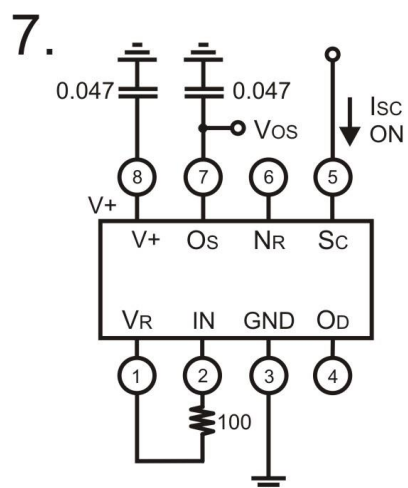 7.
0.047
0.047
VOS
ISC
ON
8
7
6
5
V+
V+
OS
NR
SC
VR
IN
GND
OD
1
2
3
4
100